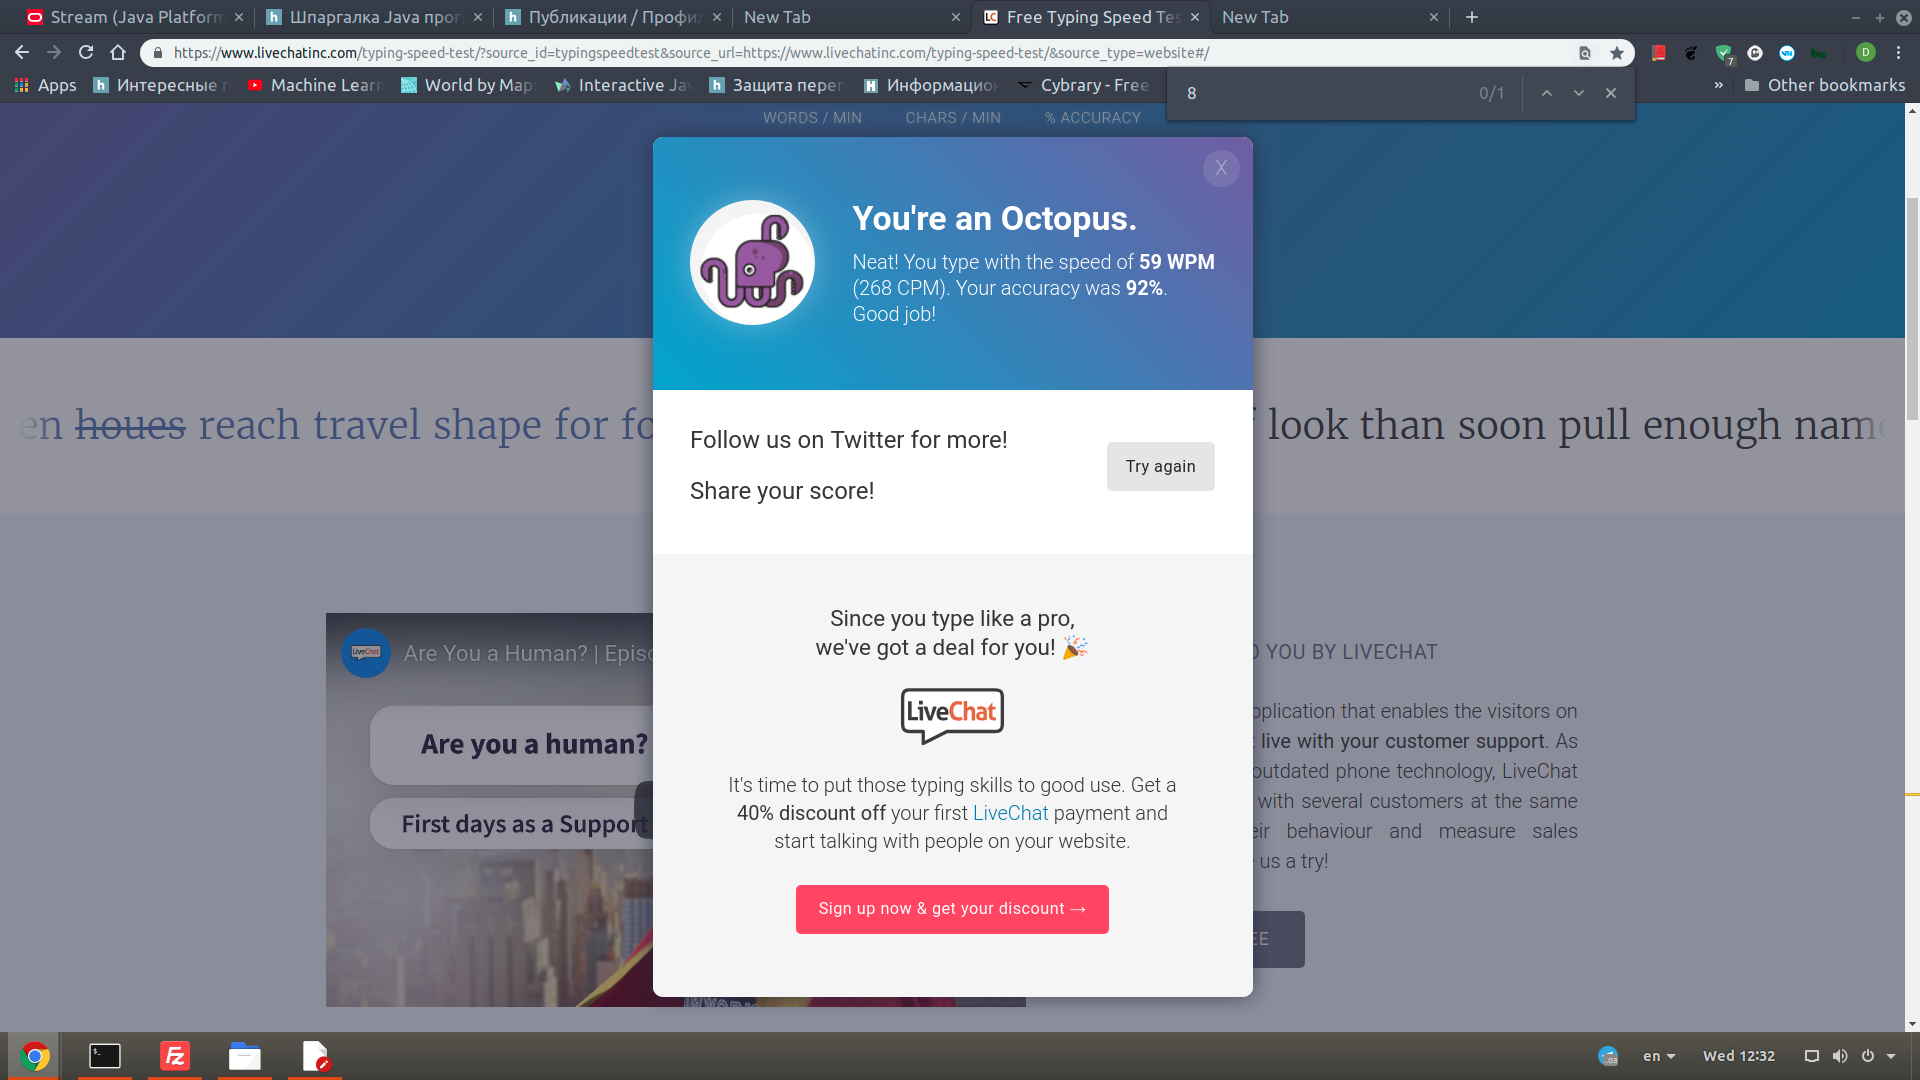 Stream (Java Platform
Шпаргалка Java прог
Публикации / Профи
New Tab
Free Typing Speed Tes
New Tab
https://www.livechatinc.com/typing-speed-test/?source_id=typingspeedtest&source_url=https://www.livechatinc.com/typing-speed-test/&source_type=website#/
7
D
Apps
Интересные п
Machine Learn
World by Map:
Interactive Jav
Защита переп
Информацион
Cybrary - Free
»
Other bookmarks
8
0/1
WORDS / MIN
CHARS / MIN
% ACCURACY
X
You're an Octopus.
Neat! You type with the speed of 59 WPM
(268 CPM). Your accuracy was 92%.
Good job!
en houes reach travel shape for fo
look than soon pull enough name
Follow us on Twitter for more!
Try again
Share your score!
Since you type like a pro,
we've got a deal for you! 🎉
LiveChat
It's time to put those typing skills to good use. Get a
40% discount off your first LiveChat payment and
start talking with people on your website.
Sign up now & get your discount →
LiveChat
Are You a Human? | Episo
Are you a human?
First days as a Support
O YOU BY LIVECHAT
pplication that enables the visitors on
live with your customer support. As
outdated phone technology, LiveChat
with several customers at the same
eir behaviour and measure sales
us a try!
EE
en
Wed 12:32